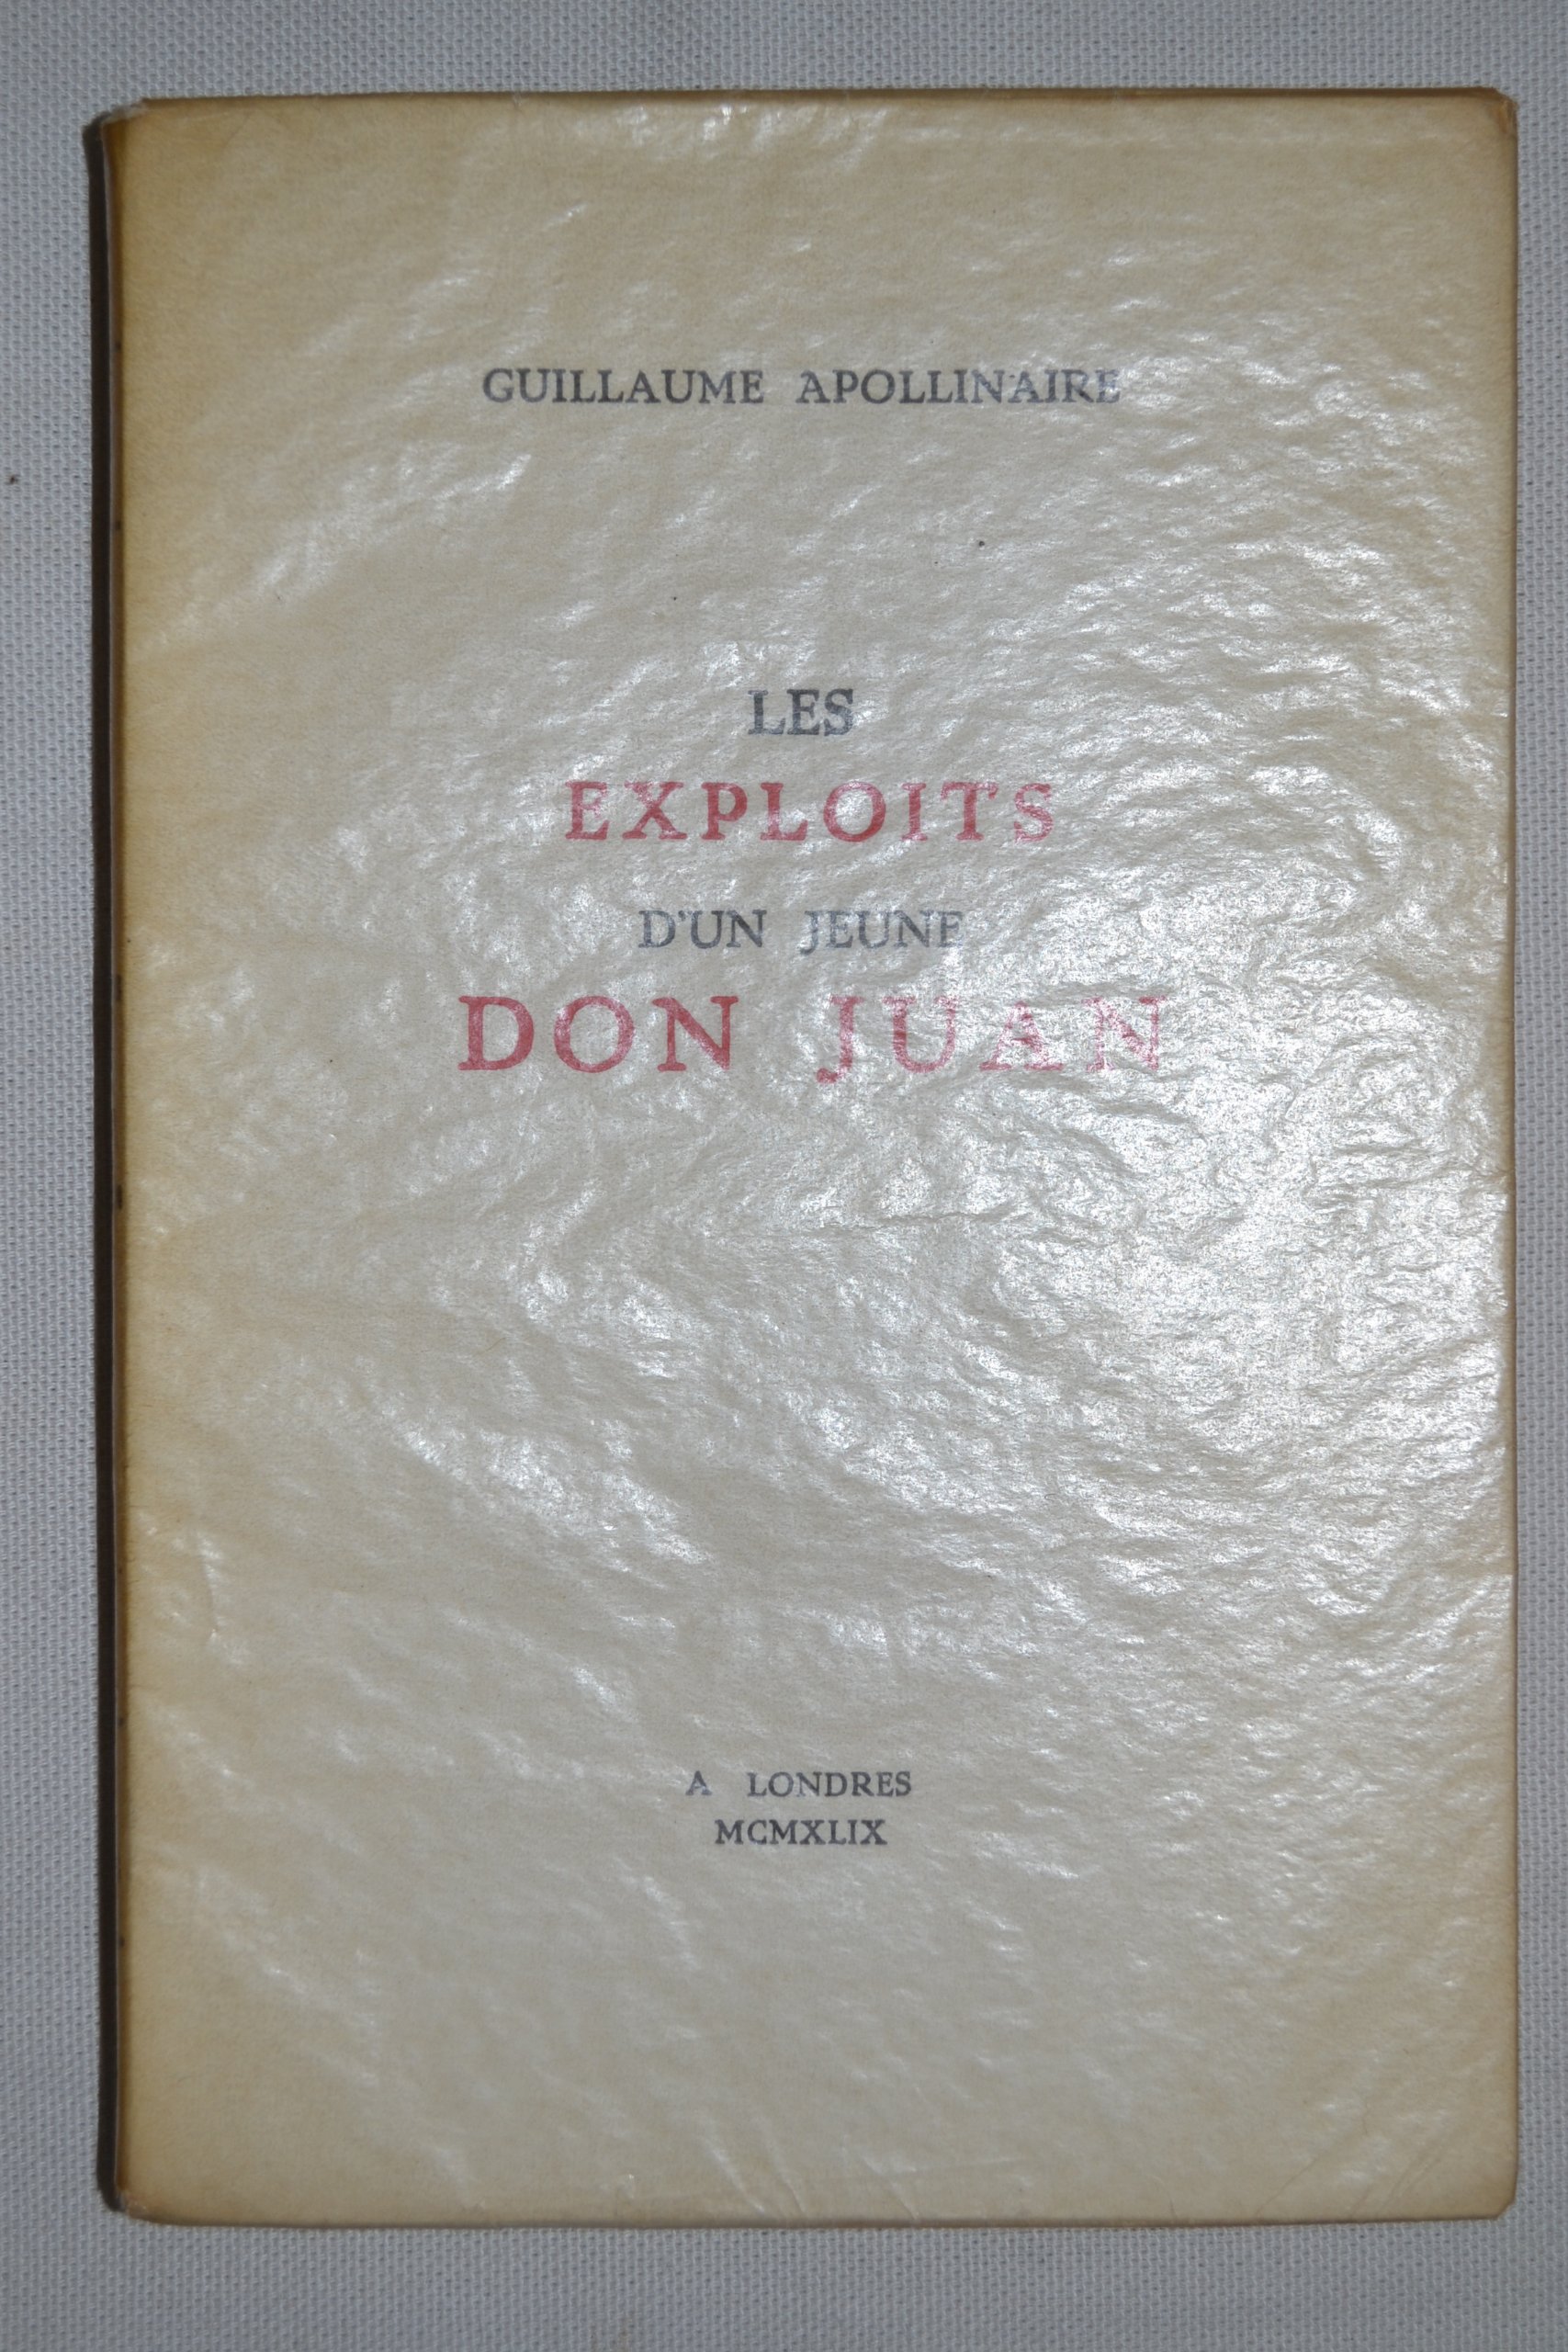 GUILLAUME APOLLINAIRE
LES
EXPLOITS
D'UN JEUNE
DON JUAN
A LONDRES
MCMXLIX